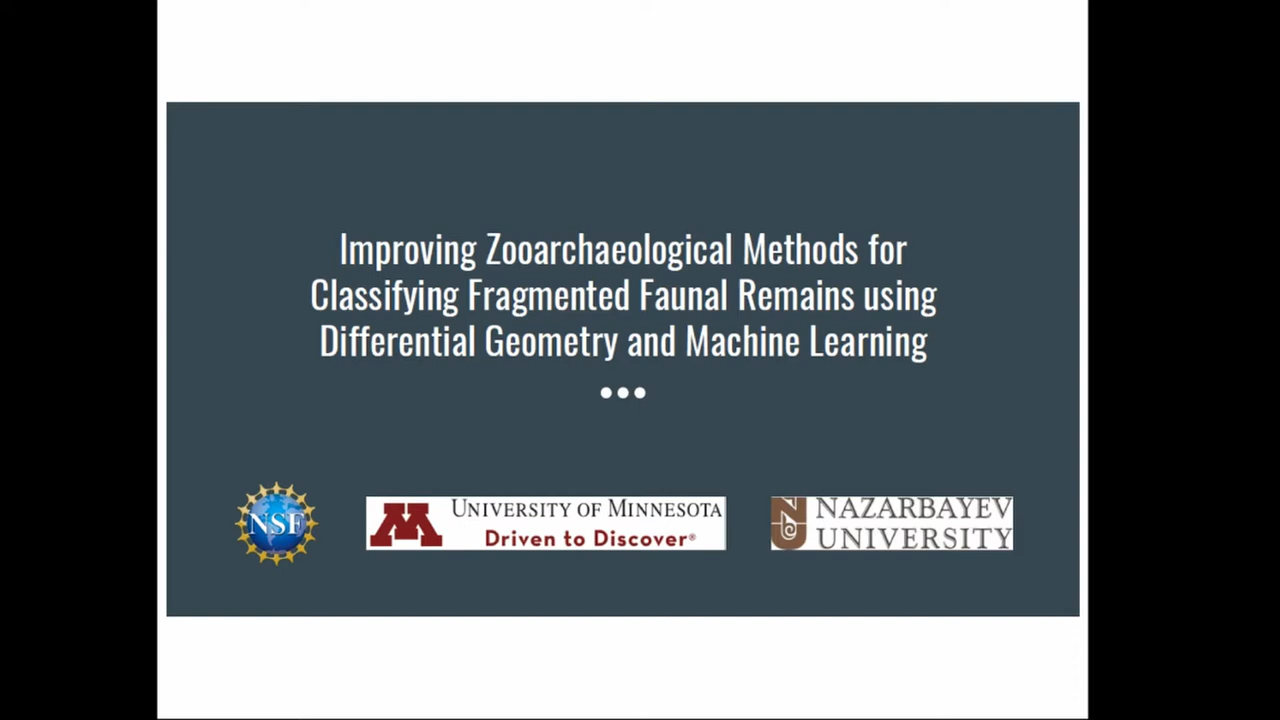 Improving Zooarchaeological Methods for
Classifying Fragmented Faunal Remains using
Differential Geometry and Machine Learning
NSF
M UNIVERSITY OF MINNESOTA
Driven to Discover®
N NAZARBAYEV
UNIVERSITY